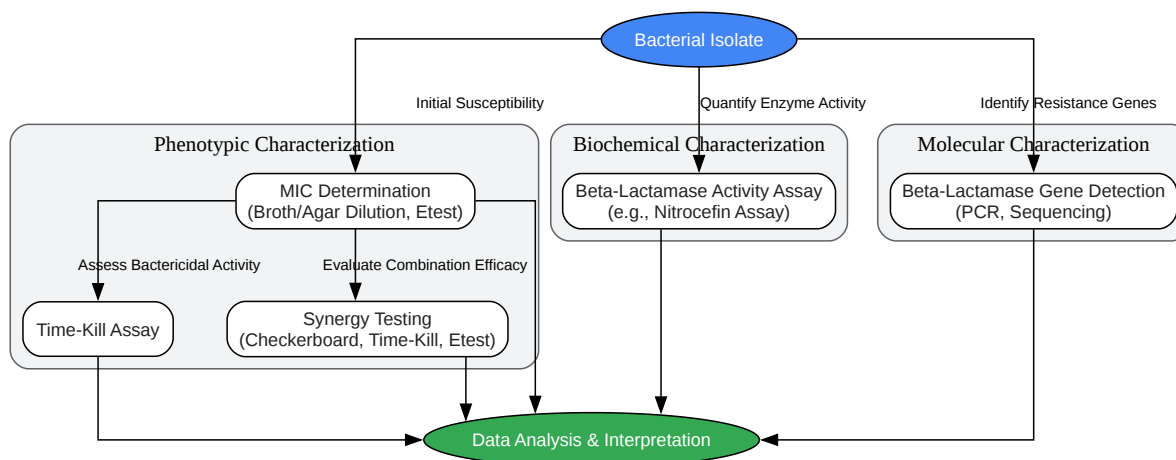 Bacterial Isolate
Initial Susceptibility
Quantify Enzyme Activity
Identify Resistance Genes
Phenotypic Characterization
Biochemical Characterization
Molecular Characterization
MIC Determination
(Broth/Agar Dilution, Etest)
Beta-Lactamase Activity Assay
(e.g., Nitrocefin Assay)
Beta-Lactamase Gene Detection
(PCR, Sequencing)
Assess Bactericidal Activity
Evaluate Combination Efficacy
Time-Kill Assay
Synergy Testing
(Checkerboard, Time-Kill, Etest)
Data Analysis & Interpretation